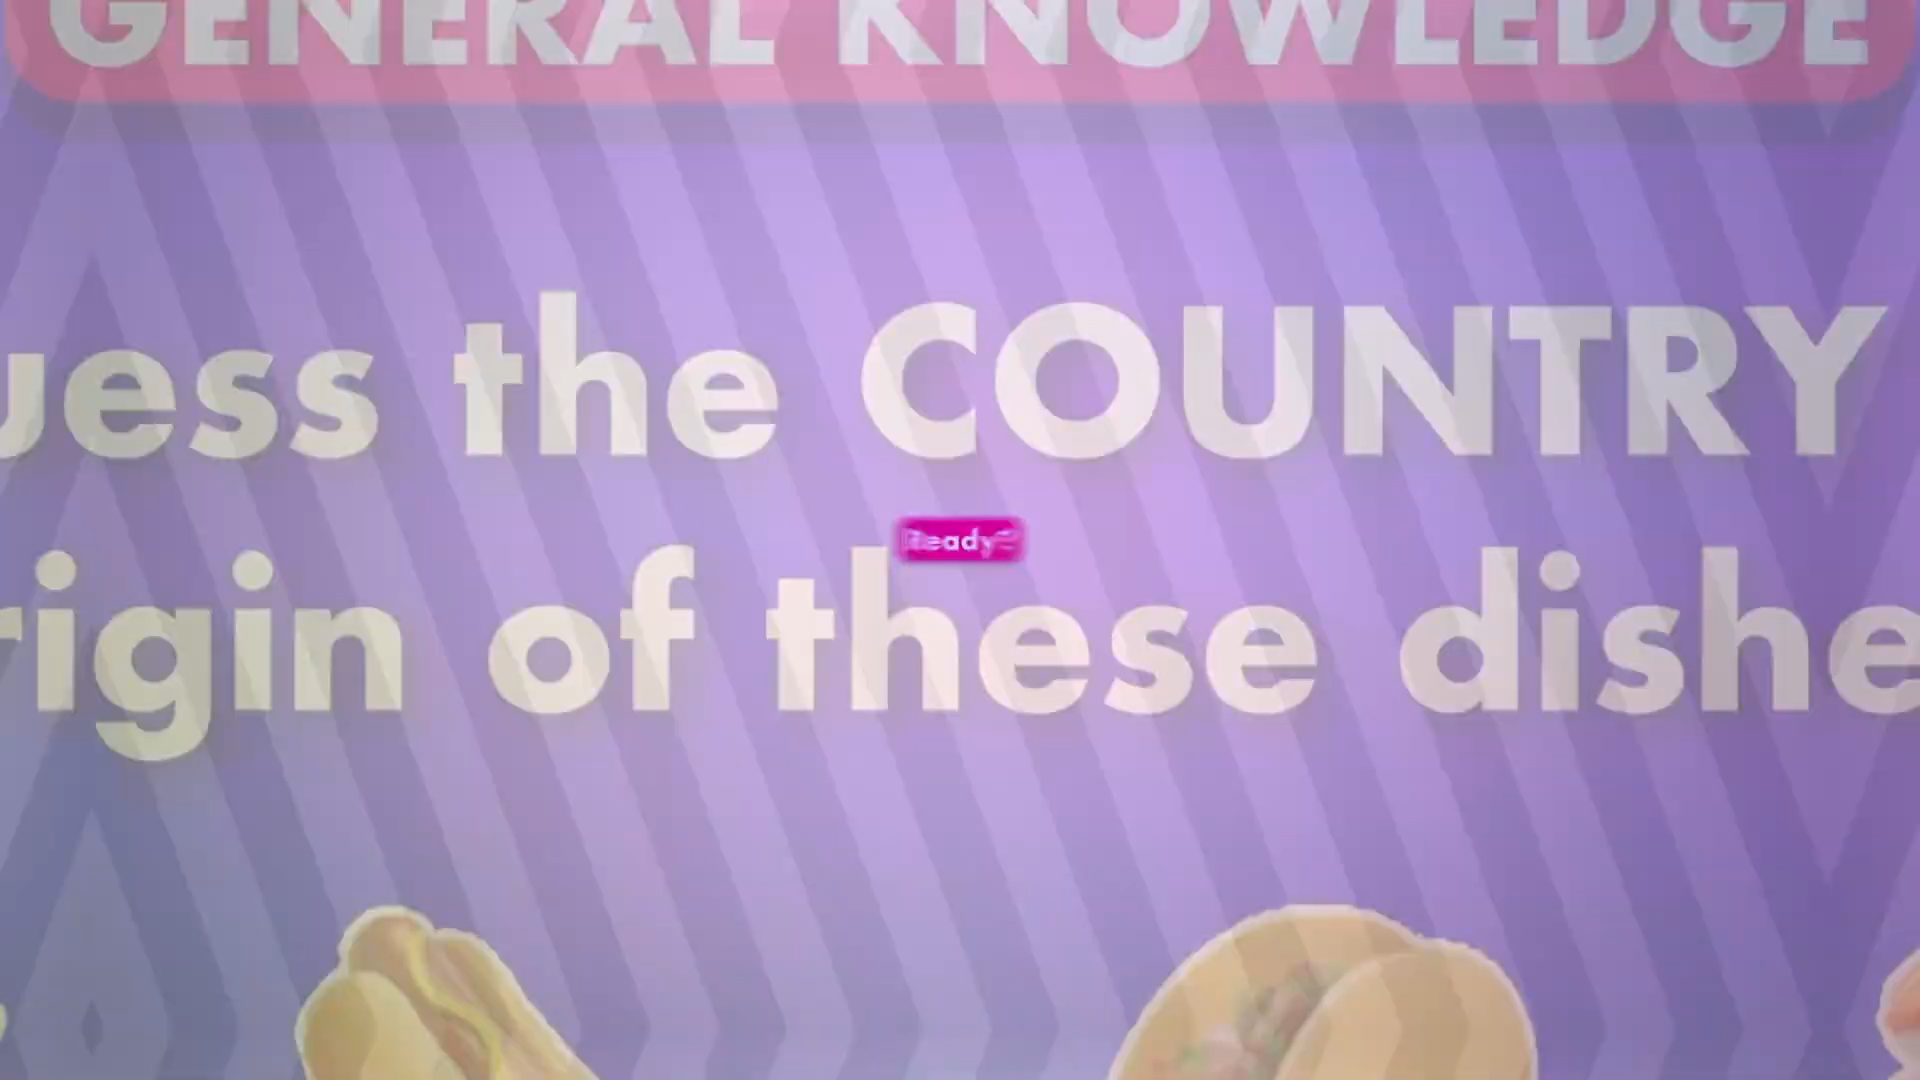 GENERAL KNOWLEDGE
uess the COUNTRY
Ready?
rigin of these dishe